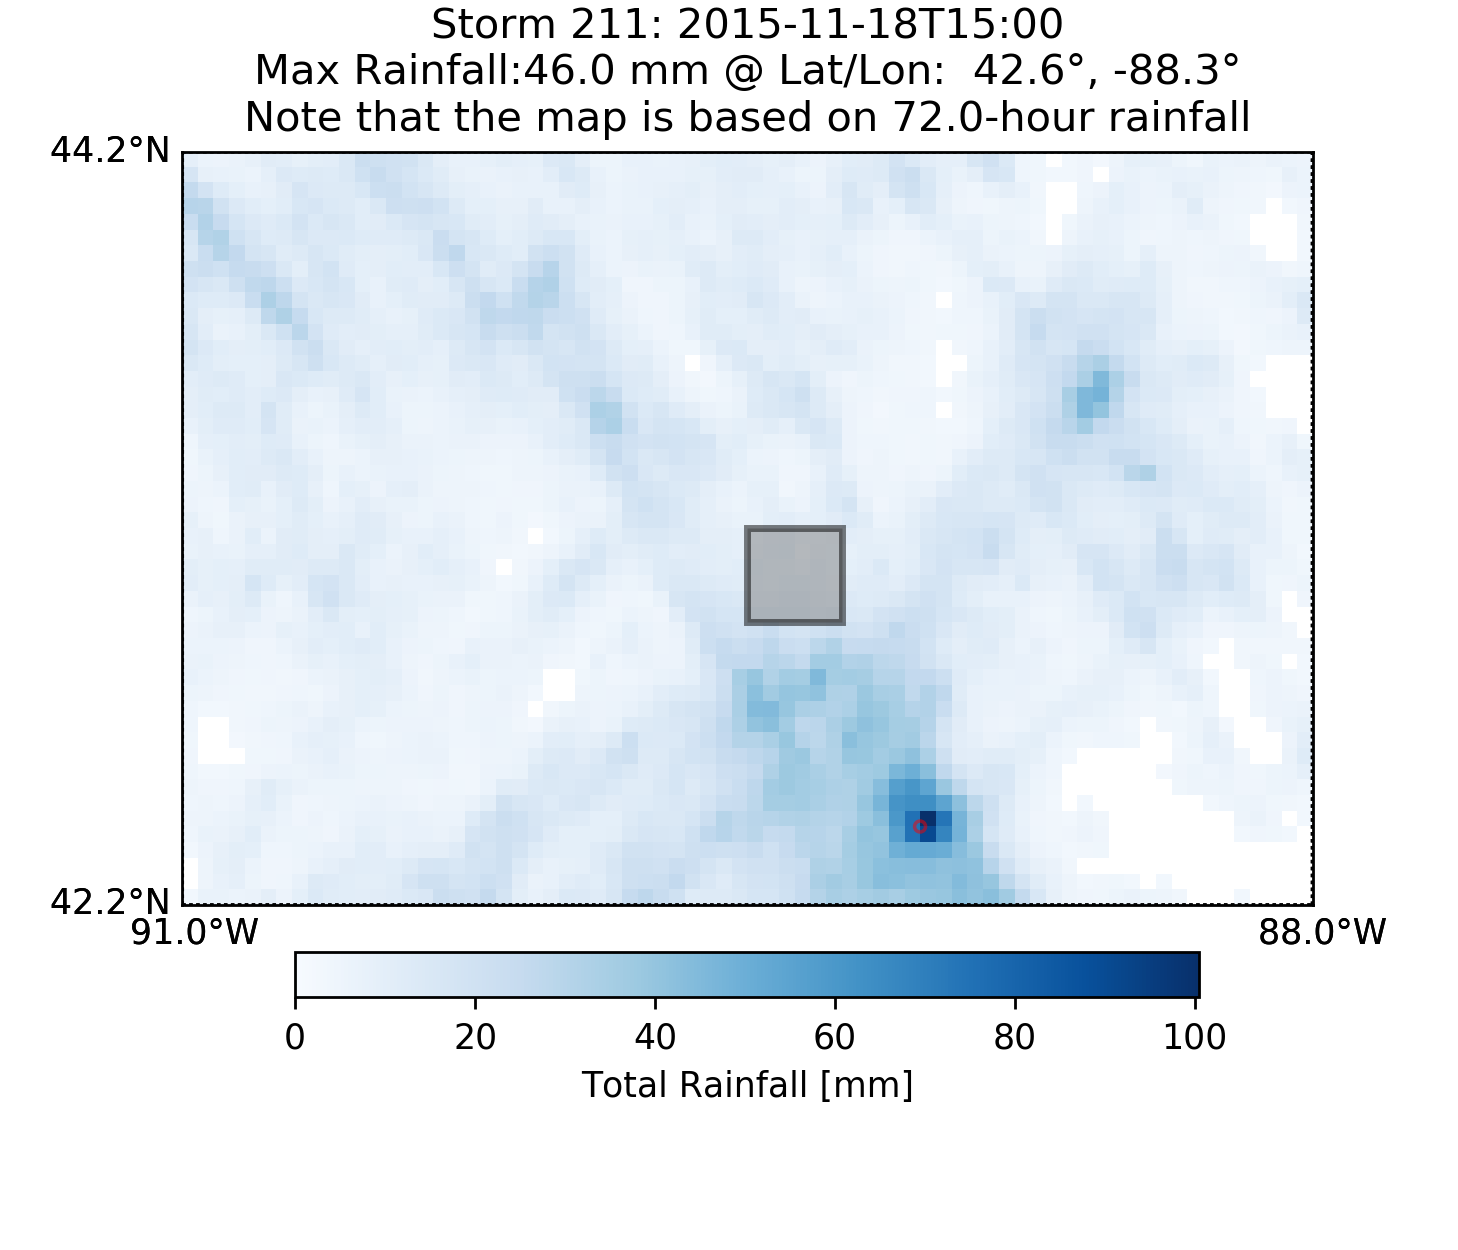 Storm 211: 2015-11-18T15:00
Max Rainfall:46.0 mm @ Lat/Lon:  42.6°, -88.3°
Note that the map is based on 72.0-hour rainfall
44.2°N
42.2°N
91.0°W 88.0°W
0 20 40 60 80 100
Total Rainfall [mm]